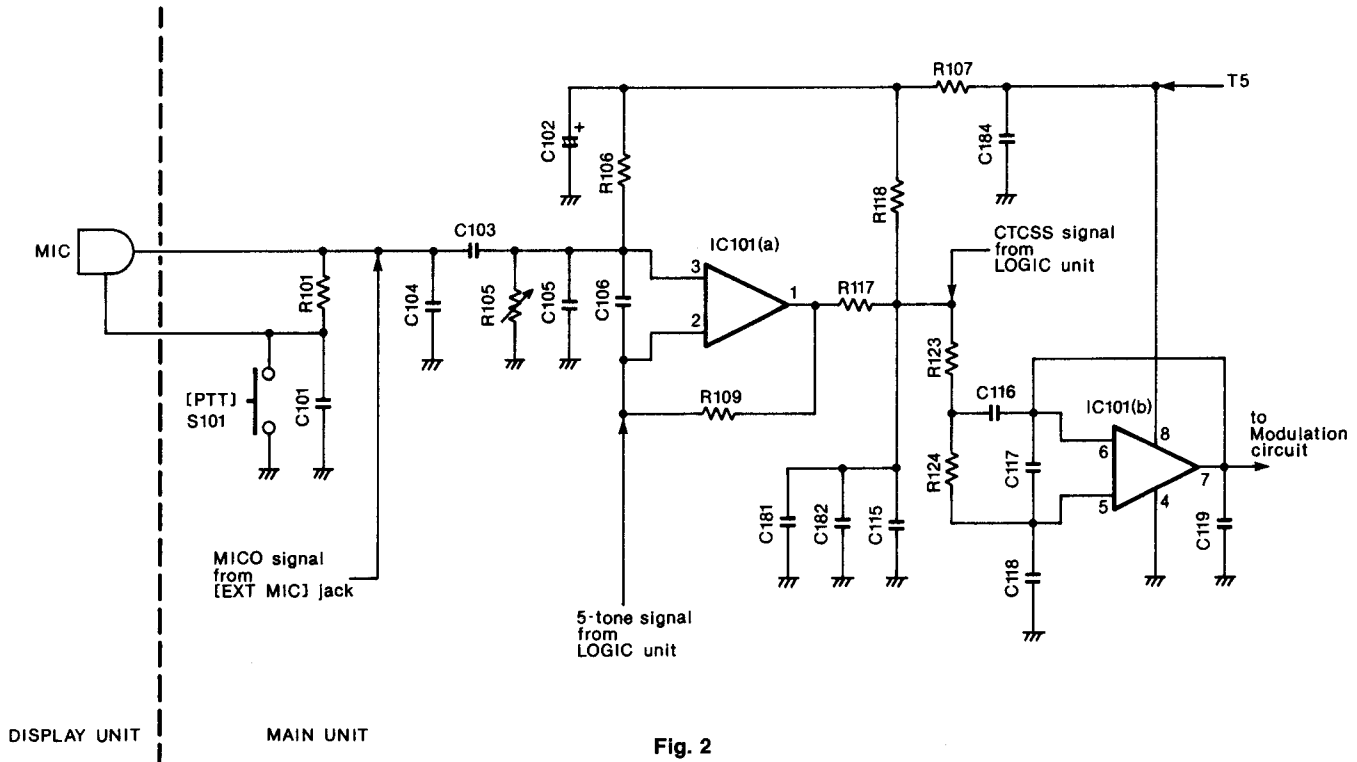 R107
T5
C102
+
R106
C184
R118
MIC
C103
IC101(a)
CTCSS signal
from
LOGIC unit
R101
C104
R105
C105
C106
3
2
1
R117
[PTT]
S101
C101
R109
R123
C116
IC101(b)
R124
C117
6
5
8
4
7
to
Modulation
circuit
C119
C181
C182
C115
C118
MICO signal
from
[EXT MIC] jack
5-tone signal
from
LOGIC unit
DISPLAY UNIT
MAIN UNIT
Fig. 2